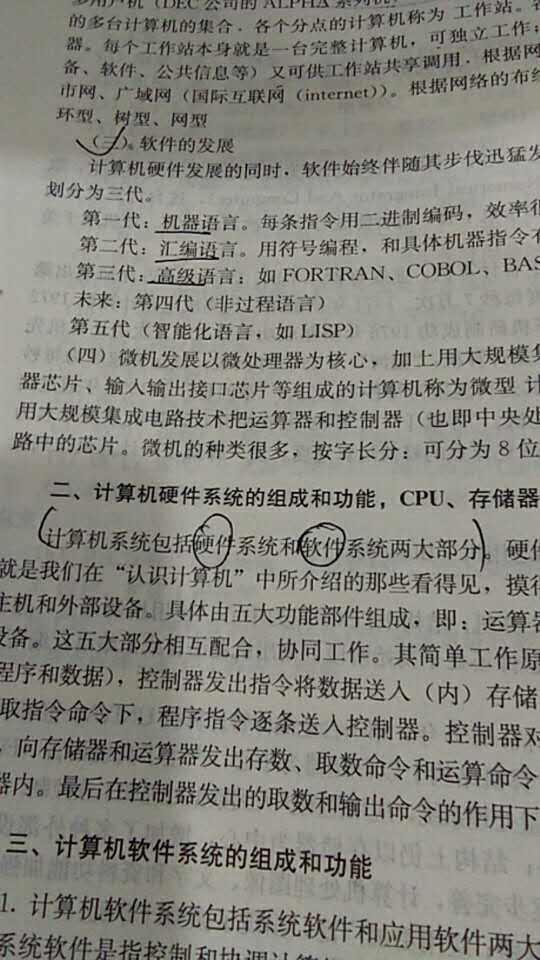 多用户机（DEC公司的ALPHA系列机
的多台计算机的集合．各个分点的计算机称为 工作站。
器。每个工作站本身就是一台完整计算机，可独立工作；
备、软件、公共信息等）又可供工作站共享调用．根据网
市网、广域网（国际互联网（internet））。根据网络的布
环型、树型、网型
（三）。软件的发展
计算机硬件发展的同时，软件始终伴随其步伐迅猛发
划分为三代。
第一代：机器语言。每条指令用二进制编码，效率很
第二代：汇编语言。用符号编程，和具体机器指令
第三代：高级语言：如 FORTRAN、COBOL、BAS
未来：第四代（非过程语言）
第五代（智能化语言，如 LISP）
（四）微机发展以微处理器为核心，加上用大规模集
器芯片、输入输出接口芯片等组成的计算机称为微型 计
用大规模集成电路技术把运算器和控制器（也即中央处
路中的芯片。微机的种类很多，按字长分：可分为 8 位
二、计算机硬件系统的组成和功能，CPU、存储器
计算机系统包括硬件系统和软件系统两大部分。硬件
就是我们在“认识计算机”中所介绍的那些看得见，摸得
主机和外部设备。具体由五大功能部件组成，即：运算器
设备。这五大部分相互配合，协同工作。其简单工作原
程序和数据），控制器发出指令将数据送入（内）存储
取指令命令下，程序指令逐条送入控制器。控制器对
，向存储器和运算器发出存数、取数命令和运算命令
器内。最后在控制器发出的取数和输出命令的作用下
三、计算机软件系统的组成和功能
1. 计算机软件系统包括系统软件和应用软件两大
系统软件是指控制和协调计算